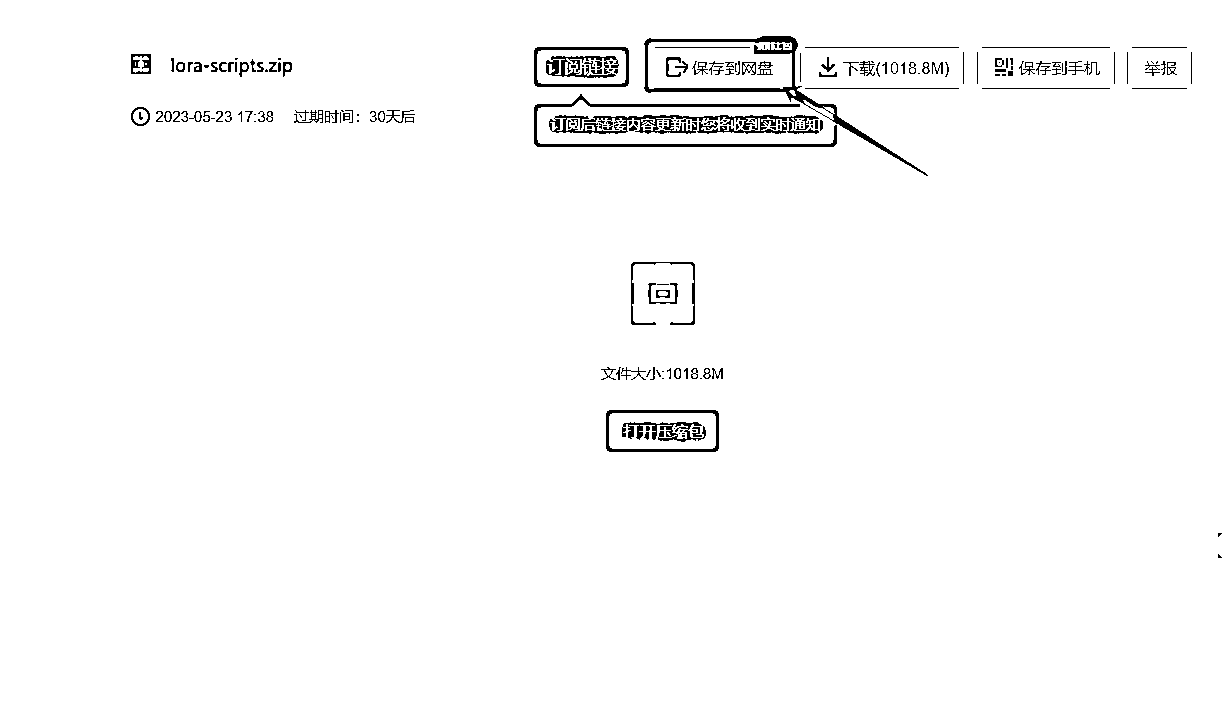 lora-scripts.zip
订阅链接
保存到网盘
下载(1018.8M)
保存到手机
举报
2023-05-23 17:38 过期时间：30天后
订阅后链接内容更新时您将收到实时通知
文件大小:1018.8M
打开压缩包